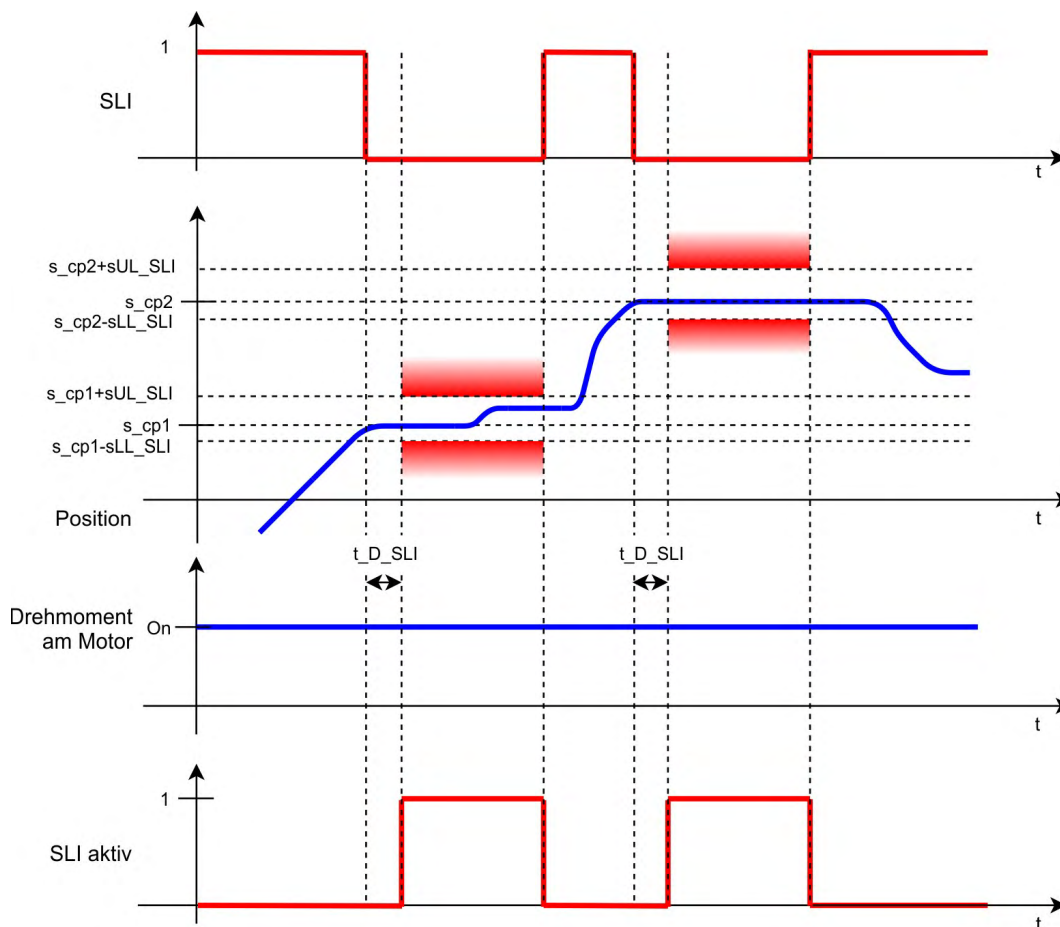 1
SLI
t
s_cp2+sUL_SLI
s_cp2
s_cp2-sLL_SLI
s_cp1+sUL_SLI
s_cp1
s_cp1-sLL_SLI
Position
t
t_D_SLI
t_D_SLI
Drehmoment
am Motor
On
t
1
SLI aktiv
t